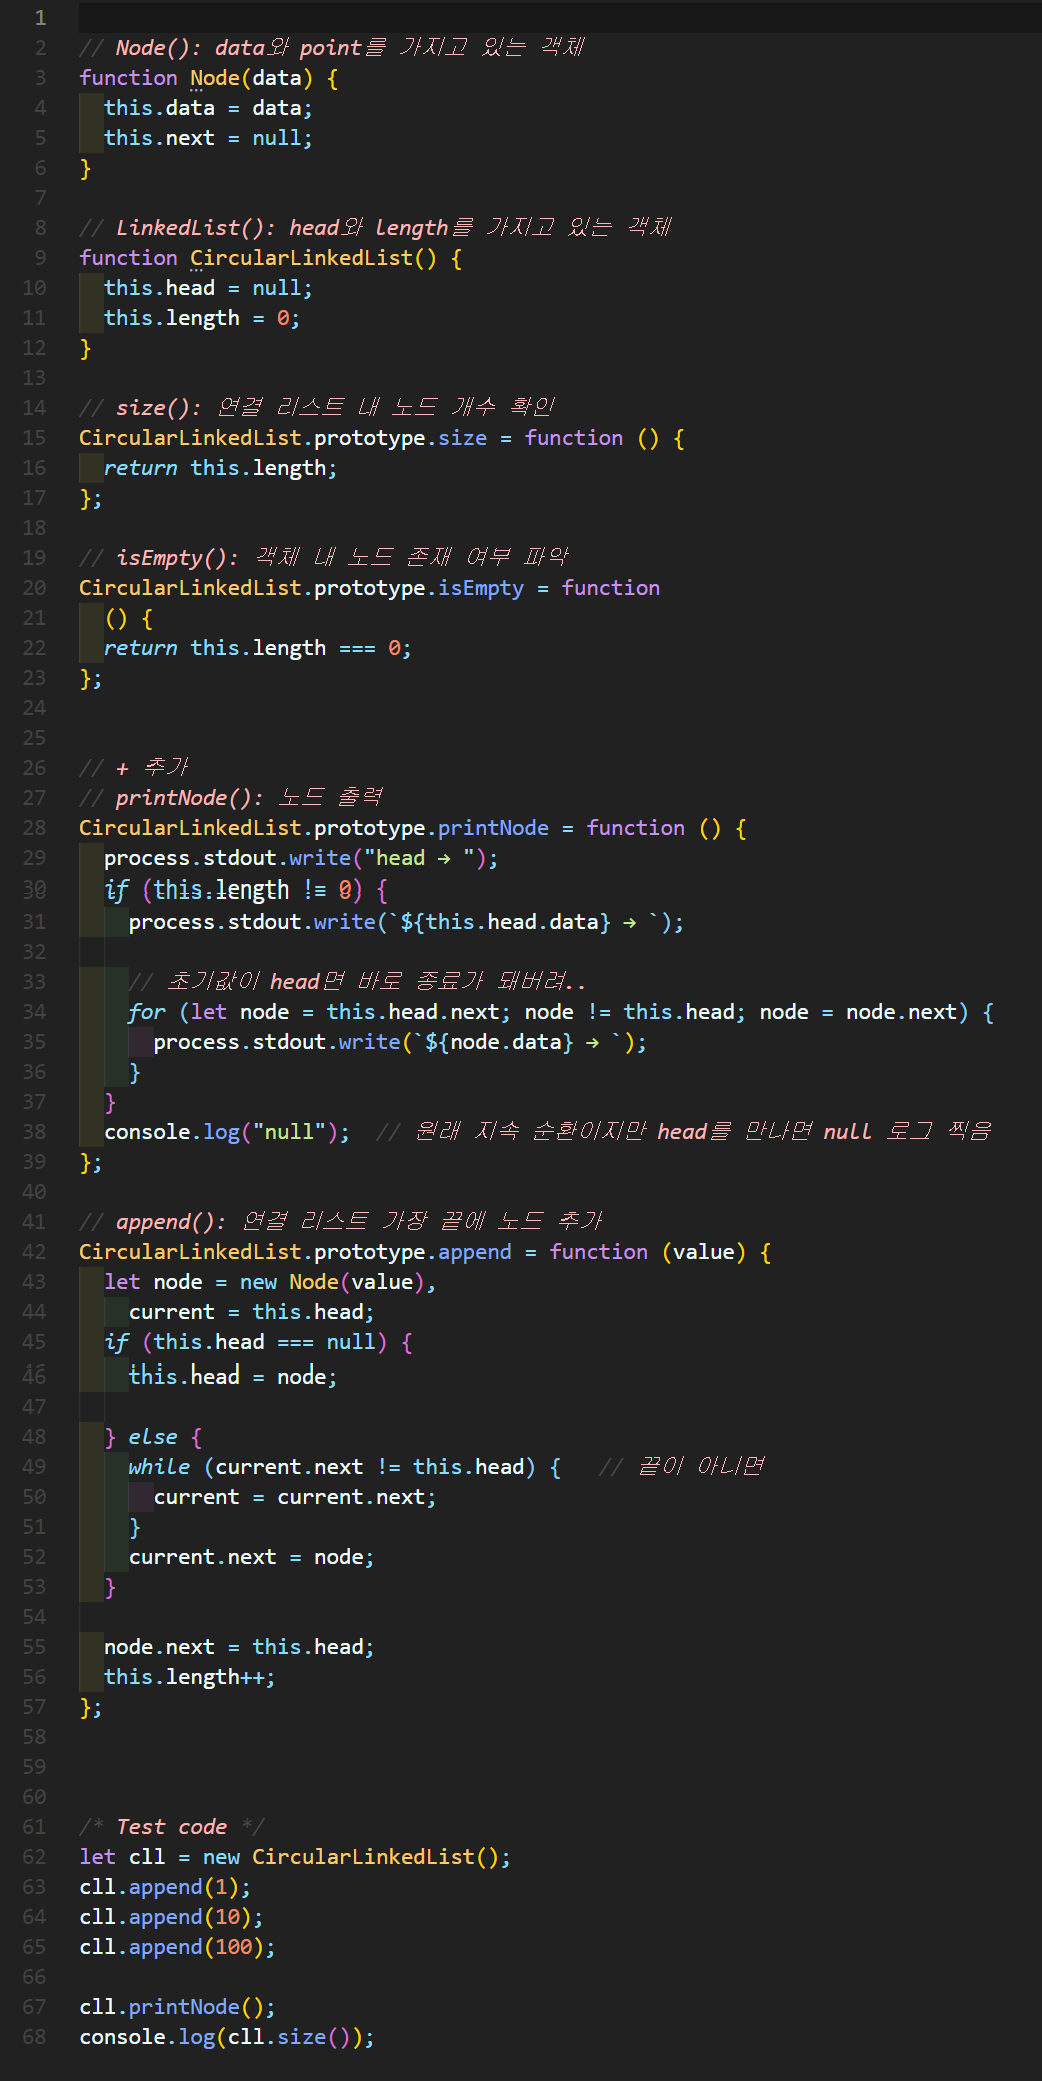 1
2 // Node(): data와 point를 가지고 있는 객체
3 function Node(data) {
4 this.data = data;
5 this.next = null;
6 }
7
8 // LinkedList(): head와 length를 가지고 있는 객체
9 function CircularLinkedList() {
10 this.head = null;
11 this.length = 0;
12 }
13
14 // size(): 연결 리스트 내 노드 개수 확인
15 CircularLinkedList.prototype.size = function () {
16 return this.length;
17 };
18
19 // isEmpty(): 객체 내 노드 존재 여부 파악
20 CircularLinkedList.prototype.isEmpty = function
21 () {
22 return this.length === 0;
23 };
24
25
26 // + 추가
27 // printNode(): 노드 출력
28 CircularLinkedList.prototype.printNode = function () {
29 process.stdout.write("head → ");
30 if (this.length != 0) {
31 process.stdout.write(`${this.head.data} → `);
32
33 // 초기값이 head면 바로 종료가 돼버려..
34 for (let node = this.head.next; node != this.head; node = node.next) {
35 process.stdout.write(`${node.data} → `);
36 }
37 }
38 console.log("null"); // 원래 지속 순환이지만 head를 만나면 null 로그 찍음
39 };
40
41 // append(): 연결 리스트 가장 끝에 노드 추가
42 CircularLinkedList.prototype.append = function (value) {
43 let node = new Node(value),
44 current = this.head;
45 if (this.head === null) {
46 this.head = node;
47
48 } else {
49 while (current.next != this.head) { // 끝이 아니면
50 current = current.next;
51 }
52 current.next = node;
53 }
54
55 node.next = this.head;
56 this.length++;
57 };
58
59
60
61 /* Test code */
62 let cll = new CircularLinkedList();
63 cll.append(1);
64 cll.append(10);
65 cll.append(100);
66
67 cll.printNode();
68 console.log(cll.size());